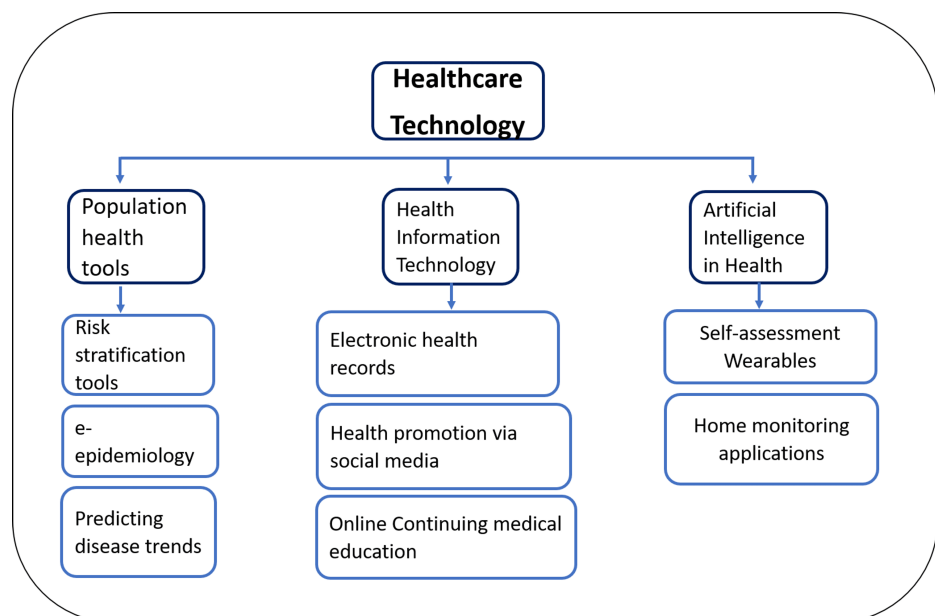 Healthcare
Technology
Population
health
tools
Health
Information
Technology
Artificial
Intelligence
in Health
Risk
stratification
tools
e-
epidemiology
Predicting
disease trends
Electronic health
records
Health promotion via
social media
Online Continuing medical
education
Self-assessment
Wearables
Home monitoring
applications